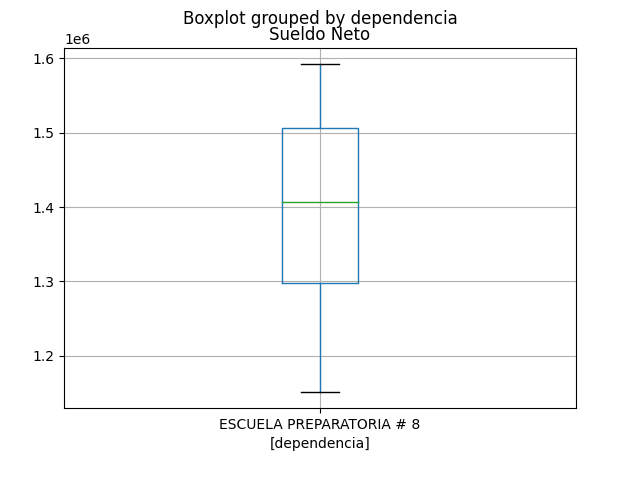 Boxplot grouped by dependencia
Sueldo Neto
1e6
1.6
1.5
1.4
1.3
1.2
ESCUELA PREPARATORIA # 8
[dependencia]